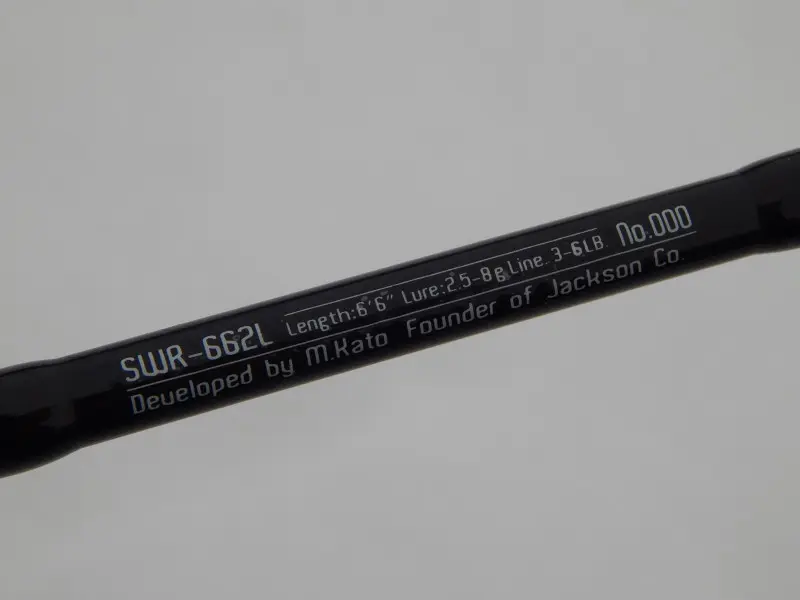 SWR-662L Length:6'6" Lure:2.5-8g Line. 3-6LB. No.000
Developed by M.Kato Founder of Jackson Co.